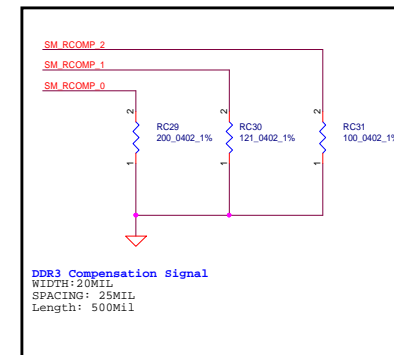 SM_RCOMP_2
SM_RCOMP_1
SM_RCOMP_0
2 2 2
RC29 RC30 RC31
200_0402_1% 121_0402_1% 100_0402_1%
1 1 1
DDR3 Compensation Signal
WIDTH:20MIL
SPACING: 25MIL
Length: 500Mil